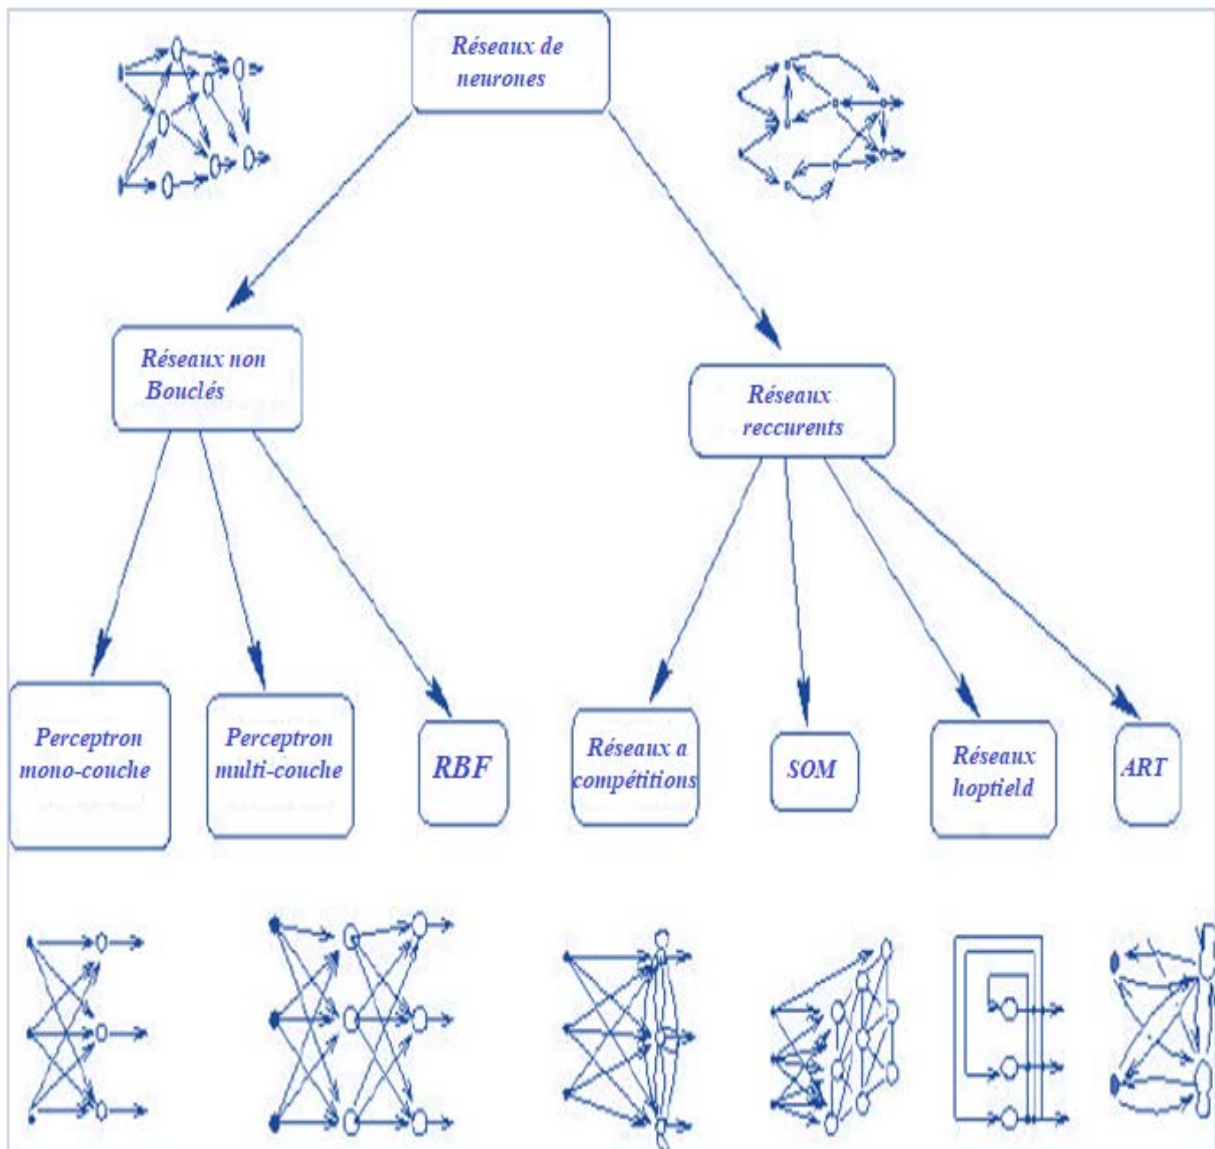 Réseaux de
neurones
Réseaux non
Bouclés
Réseaux
reccurents
Perceptron
mono-couche
Perceptron
multi-couche
RBF
Réseaux a
compétitions
SOM
Réseaux
hoptield
ART